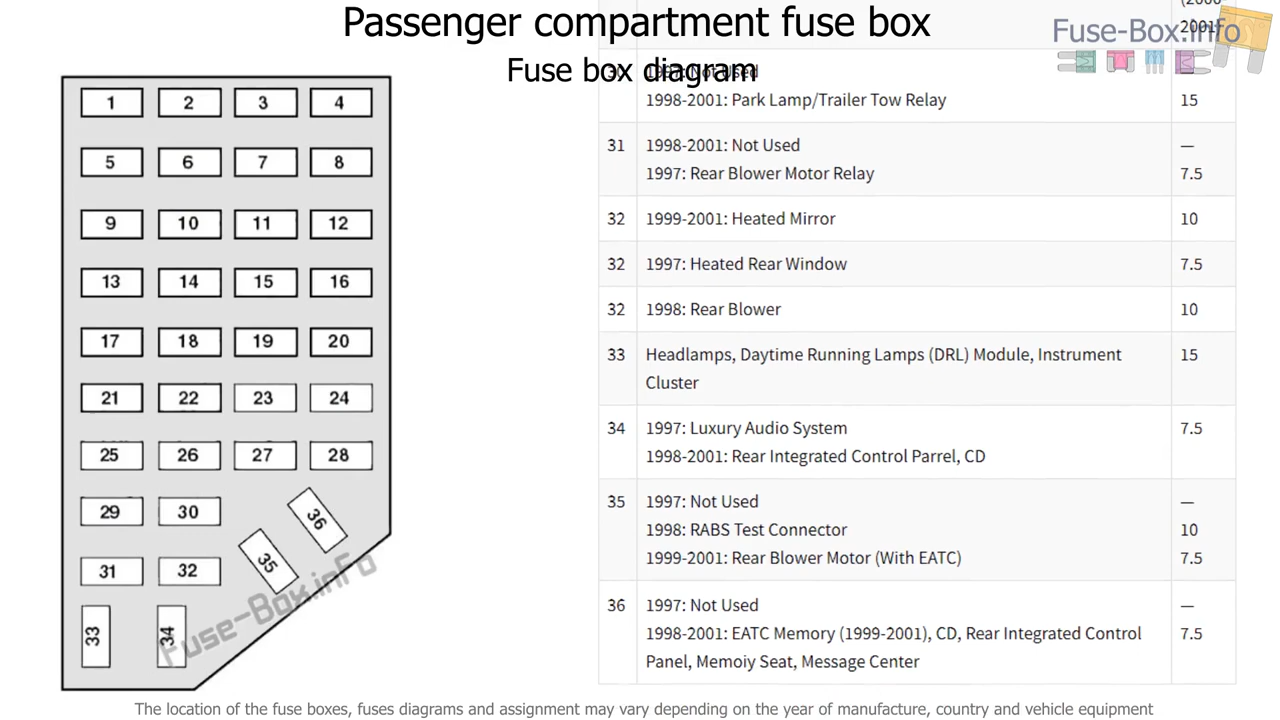 Passenger compartment fuse box
Fuse box diagram
Fuse-Box.info
1 2 3 4
5 6 7 8
9 10 11 12
13 14 15 16
17 18 19 20
21 22 23 24
25 26 27 28
29 30
36
35
31 32
33 34
Fuse-Box.info
2001)
30 1997: Not Used
1998-2001: Park Lamp/Trailer Tow Relay 15
31 1998-2001: Not Used —
1997: Rear Blower Motor Relay 7.5
32 1999-2001: Heated Mirror 10
32 1997: Heated Rear Window 7.5
32 1998: Rear Blower 10
33 Headlamps, Daytime Running Lamps (DRL) Module, Instrument 15
Cluster
34 1997: Luxury Audio System 7.5
1998-2001: Rear Integrated Control Parrel, CD
35 1997: Not Used —
1998: RABS Test Connector 10
1999-2001: Rear Blower Motor (With EATC) 7.5
36 1997: Not Used —
1998-2001: EATC Memory (1999-2001), CD, Rear Integrated Control 7.5
Panel, Memoiy Seat, Message Center
The location of the fuse boxes, fuses diagrams and assignment may vary depending on the year of manufacture, country and vehicle equipment